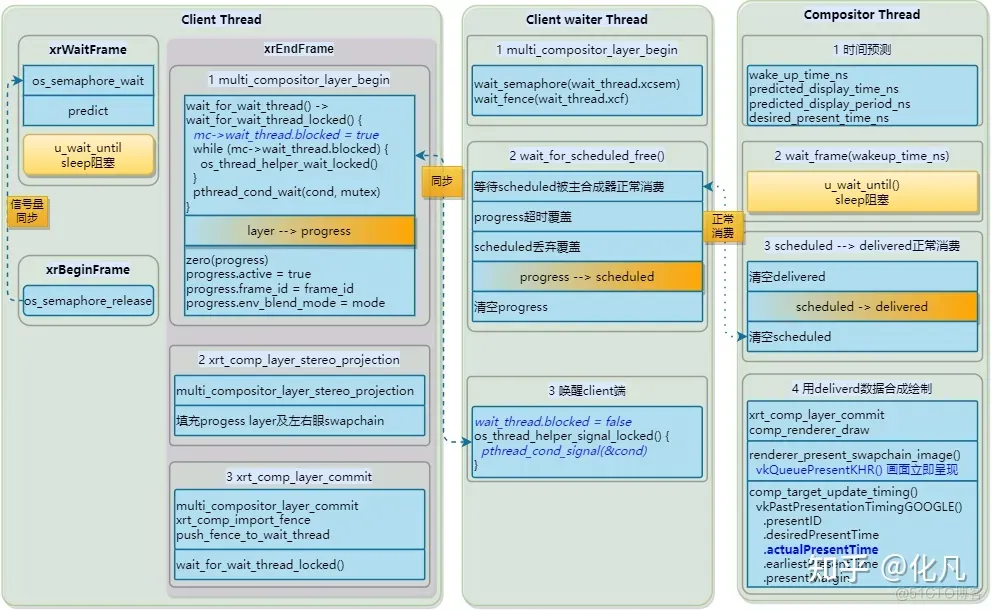 Client Thread
xrWaitFrame
os_semaphore_wait
predict
u_wait_until
sleep阻塞
信号量
同步
xrBeginFrame
os_semaphore_release
xrEndFrame
1 multi_compositor_layer_begin
wait_for_wait_thread() ->
wait_for_wait_thread_locked() {
mc->wait_thread.blocked = true
while (mc->wait_thread.blocked) {
os_thread_helper_wait_locked()
}
pthread_cond_wait(cond, mutex)
}
layer --> progress
zero(progress)
progress.active = true
progress.frame_id = frame_id
progress.env_blend_mode = mode
2 xrt_comp_layer_stereo_projection
multi_compositor_layer_stereo_projection
填充progess layer及左右眼swapchain
3 xrt_comp_layer_commit
multi_compositor_layer_commit
xrt_comp_import_fence
push_fence_to_wait_thread
wait_for_wait_thread_locked()
同步
Client waiter Thread
1 multi_compositor_layer_begin
wait_semaphore(wait_thread.xcsem)
wait_fence(wait_thread.xcf)
2 wait_for_scheduled_free()
等待scheduled被主合成器正常消费
progress超时覆盖
scheduled丢弃覆盖
progress --> scheduled
清空progress
3 唤醒client端
wait_thread.blocked = false
os_thread_helper_signal_locked() {
pthread_cond_signal(&cond)
}
正常
消费
Compositor Thread
1 时间预测
wake_up_time_ns
predicted_display_time_ns
predicted_display_period_ns
desired_present_time_ns
2 wait_frame(wakeup_time_ns)
u_wait_until()
sleep阻塞
3 scheduled --> delivered正常消费
清空delivered
scheduled -> delivered
清空scheduled
4 用deliverd数据合成绘制
xrt_comp_layer_commit
comp_renderer_draw
renderer_present_swapchain_image()
vkQueuePresentKHR() 画面立即呈现
comp_target_update_timing()
vkPastPresentationTimingGOOGLE()
.presentID
.desiredPresentTime
.actualPresentTime
.earliestPresentTime
.presentMargin
知乎 @化凡
@51CTO博客